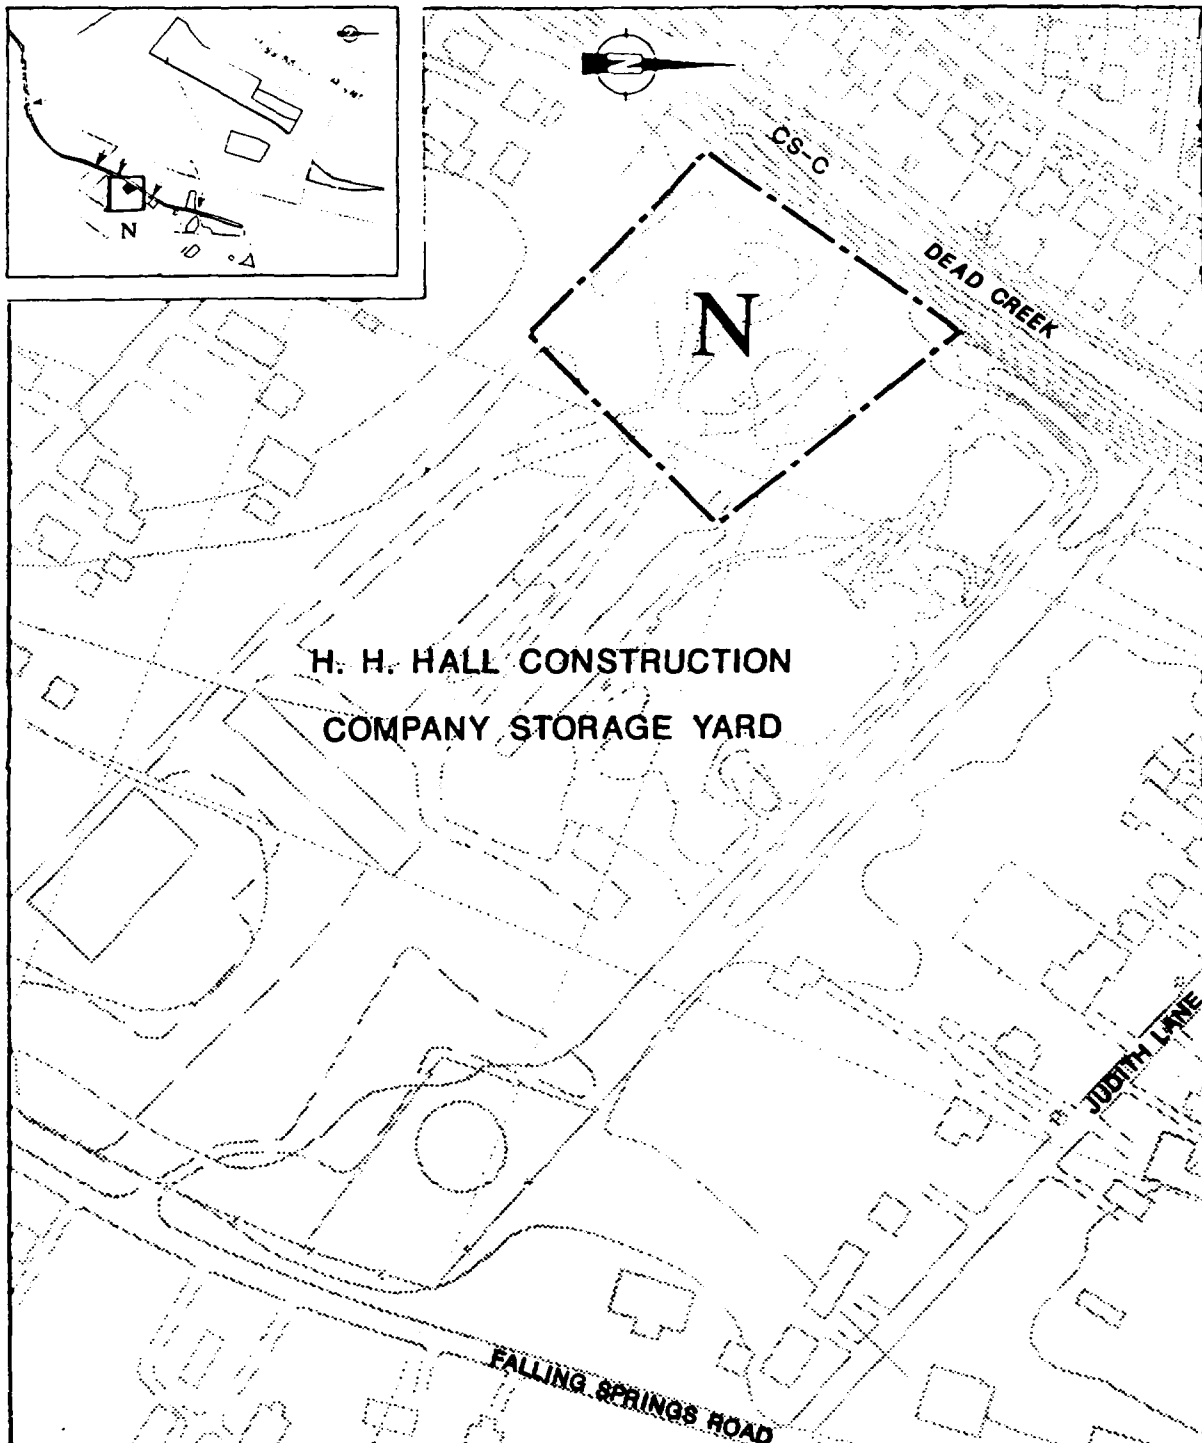 N
N
CS-C
DEAD CREEK
N
H. H. HALL CONSTRUCTION
COMPANY STORAGE YARD
JUDITH LANE
FALLING SPRINGS ROAD